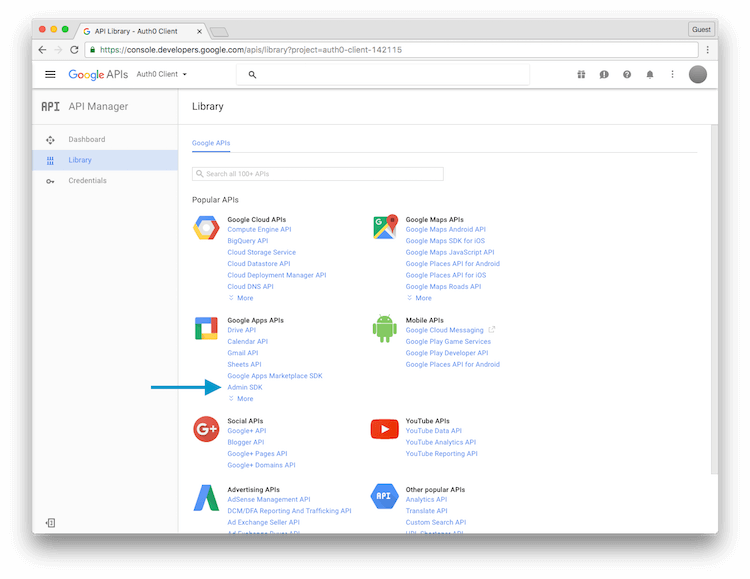 API Library - Auth0 Client
Guest
https://console.developers.google.com/apis/library?project=auth0-client-142115
Google APIs Auth0 Client
API API Manager
Library
Dashboard
Library
Credentials
Google APIs
Search all 100+ APIs
Popular APIs
Google Cloud APIs
Compute Engine API
BigQuery API
Cloud Storage Service
Cloud Datastore API
Cloud Deployment Manager API
Cloud DNS API
More
Google Maps APIs
Google Maps Android API
Google Maps SDK for iOS
Google Maps JavaScript API
Google Places API for Android
Google Places API for iOS
Google Maps Roads API
More
Google Apps APIs
Drive API
Calendar API
Gmail API
Sheets API
Google Apps Marketplace SDK
Admin SDK
More
Mobile APIs
Google Cloud Messaging
Google Play Game Services
Google Play Developer API
Google Places API for Android
G+
Social APIs
Google+ API
Blogger API
Google+ Pages API
Google+ Domains API
YouTube APIs
YouTube Data API
YouTube Analytics API
YouTube Reporting API
Advertising APIs
AdSense Management API
DCM/DFA Reporting And Trafficking API
Ad Exchange Seller API
Ad Exchange Buyer API
API
Other popular APIs
Analytics API
Translate API
Custom Search API
URL Shortener API